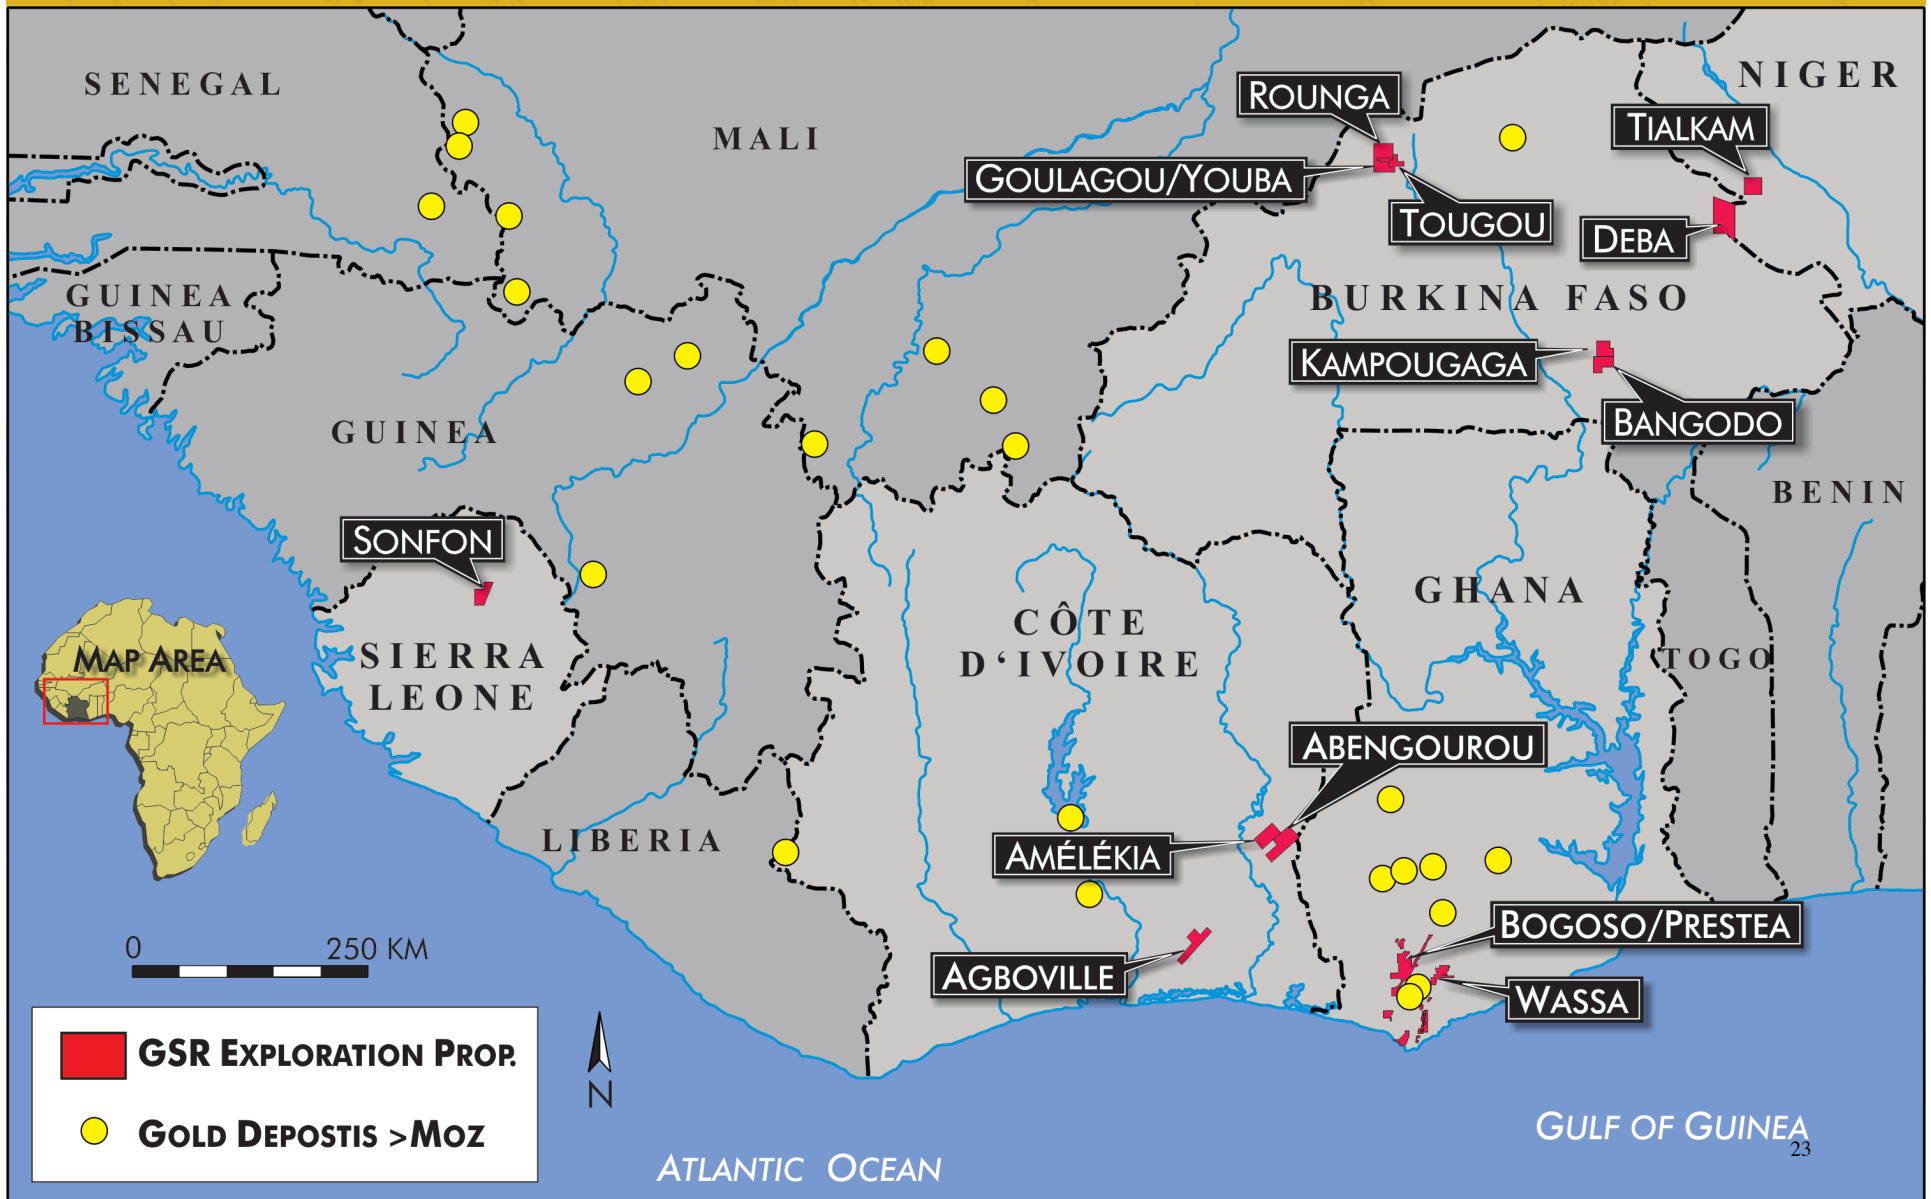 SENEGAL
MALI
NIGER
ROUNGA
TIALKAM
GOULAGOU/YOUBA
TOUGOU
DEBA
GUINEA
BISSAU
BURKINA FASO
KAMPOUGAGA
BANGODO
GUINEA
BENIN
SONFON
GHANA
CÔTE
D‘IVOIRE
SIERRA
LEONE
MAP AREA
TOGO
ABENGOUROU
LIBERIA
AMÉLÉKIA
BOGOSO/PRESTEA
0 250 KM
AGBOVILLE
WASSA
GSR EXPLORATION PROP.
N
GOLD DEPOSTIS >MOZ
GULF OF GUINEA
23
ATLANTIC OCEAN